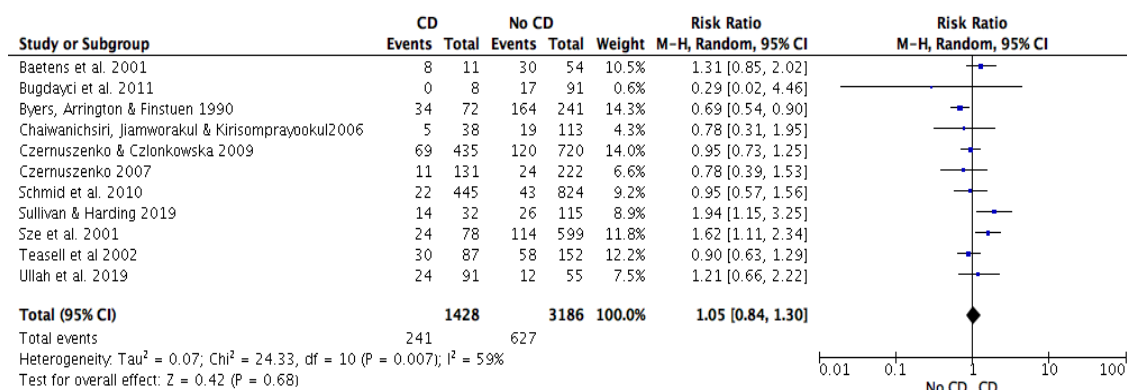 CD No CD Risk Ratio Risk Ratio
Study or Subgroup Events Total Events Total Weight M-H, Random, 95% CI M-H, Random, 95% CI
Baetens et al. 2001 8 11 30 54 10.5% 1.31 [0.85, 2.02]
Bugdayci et al. 2011 0 8 17 91 0.6% 0.29 [0.02, 4.46]
Byers, Arrington & Finstuen 1990 34 72 164 241 14.3% 0.69 [0.54, 0.90]
Chaiwanichsiri, Jiamworakul & Kirisomprayookul2006 5 38 19 113 4.3% 0.78 [0.31, 1.95]
Czernuszenko & Czlonkowska 2009 69 435 120 720 14.0% 0.95 [0.73, 1.25]
Czernuszenko 2007 11 131 24 222 6.6% 0.78 [0.39, 1.53]
Schmid et al. 2010 22 445 43 824 9.2% 0.95 [0.57, 1.56]
Sullivan & Harding 2019 14 32 26 115 8.9% 1.94 [1.15, 3.25]
Sze et al. 2001 24 78 114 599 11.8% 1.62 [1.11, 2.34]
Teasell et al 2002 30 87 58 152 12.2% 0.90 [0.63, 1.29]
Ullah et al. 2019 24 91 12 55 7.5% 1.21 [0.66, 2.22]
Total (95% CI) 1428 3186 100.0% 1.05 [0.84, 1.30]
Total events 241 627
Heterogeneity: Tau² = 0.07; Chi² = 24.33, df = 10 (P = 0.007); I² = 59%
Test for overall effect: Z = 0.42 (P = 0.68)
0.01 0.1 1 10 100
No CD CD